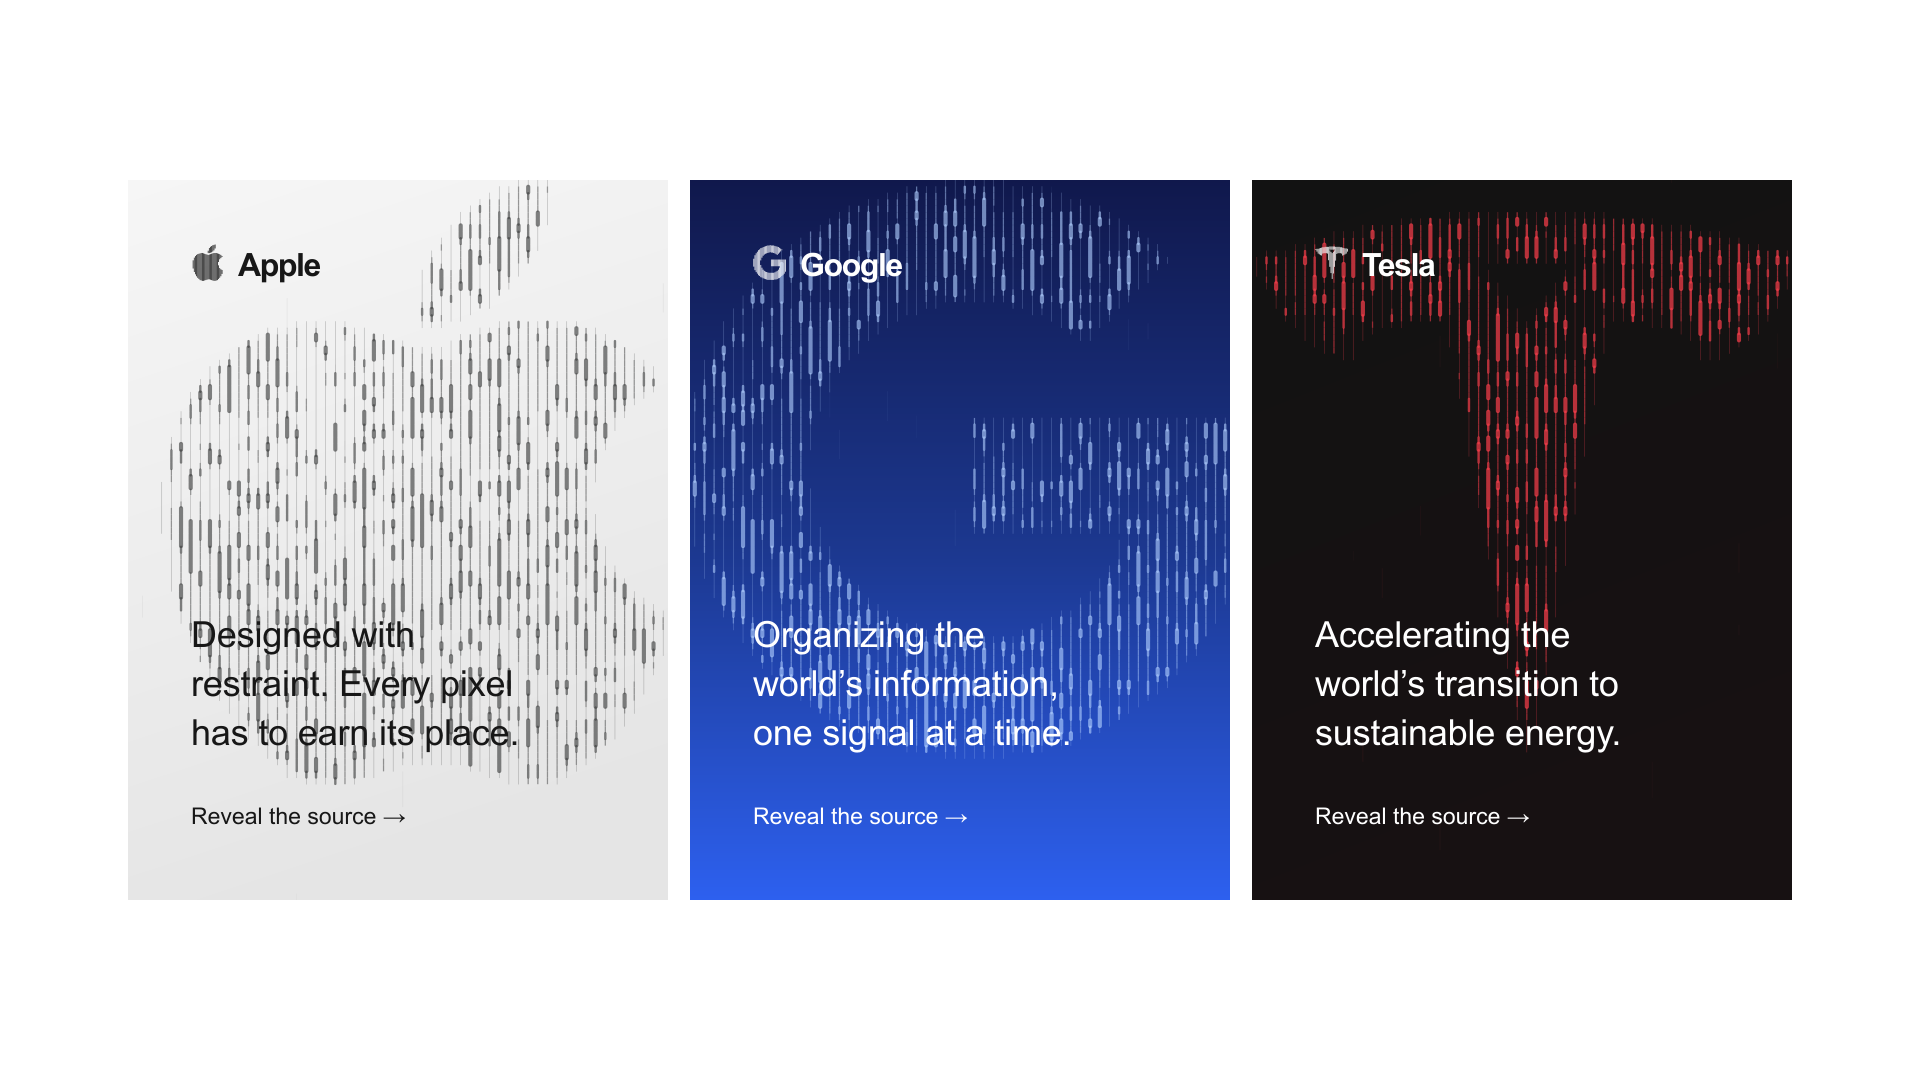 Apple
Designed with
restraint. Every pixel
has to earn its place.
Reveal the source →
Google
Organizing the
world’s information,
one signal at a time.
Reveal the source →
Tesla
Accelerating the
world’s transition to
sustainable energy.
Reveal the source →